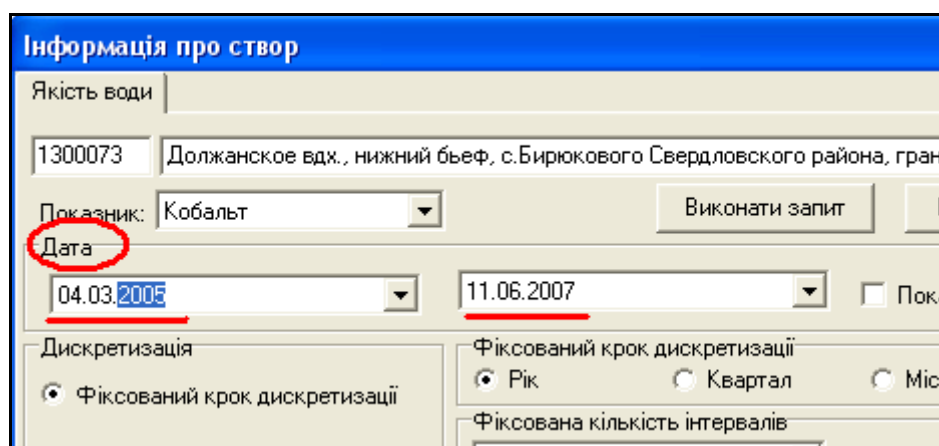 Інформація про створ
Якість води
1300073 Должанское вдх., нижний бьеф, с.Бирюкового Свердловского района, гран
Показник: Кобальт Виконати запит
Дата
04.03.2005 11.06.2007 Пок
Дискретизація Фіксований крок дискретизації
Фіксований крок дискретизації Рік Квартал Міс
Фіксована кількість інтервалів